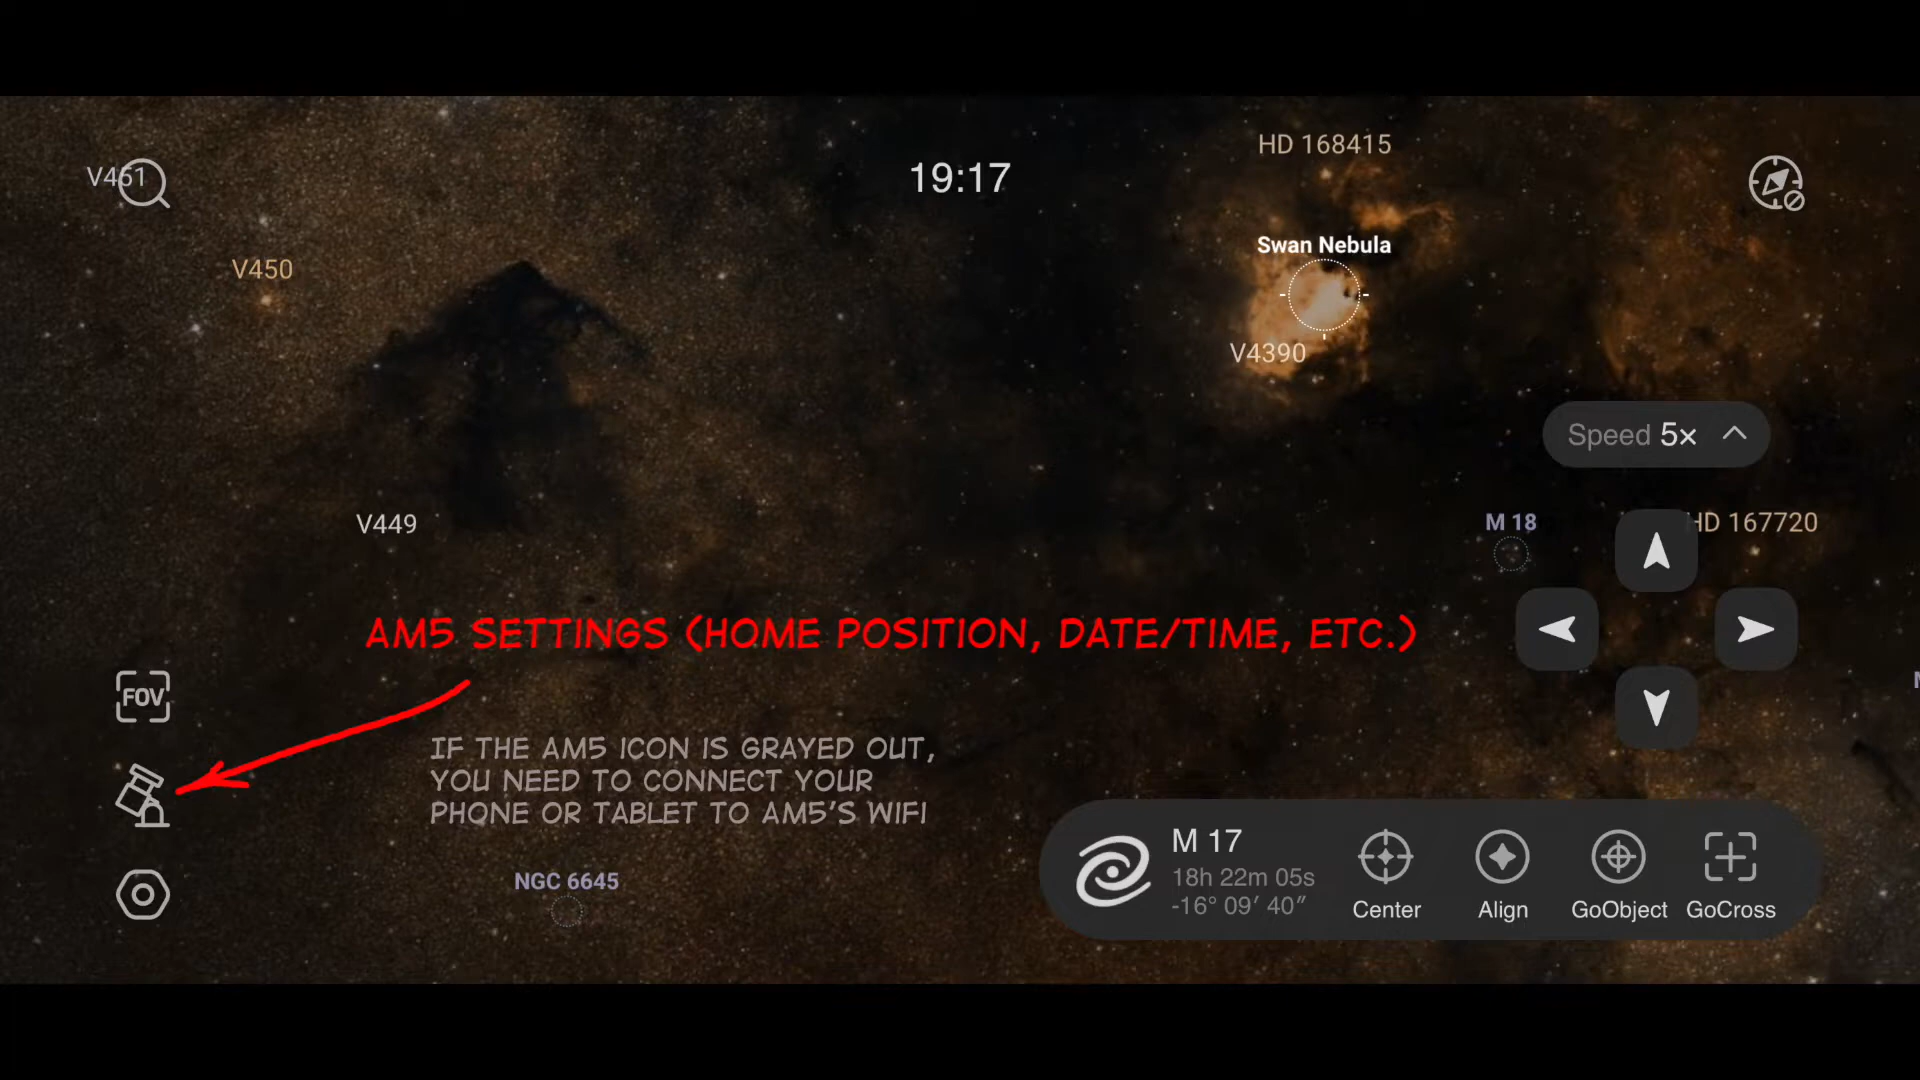 V461
19:17
HD 168415
V450
Swan Nebula
V4390
Speed 5×
V449
M 18
HD 167720
AM5 SETTINGS (HOME POSITION, DATE/TIME, ETC.)
FOV
IF THE AM5 ICON IS GRAYED OUT,
YOU NEED TO CONNECT YOUR
PHONE OR TABLET TO AM5'S WIFI
NGC 6645
M 17
18h 22m 05s
-16° 09′ 40″
Center
Align
GoObject
GoCross